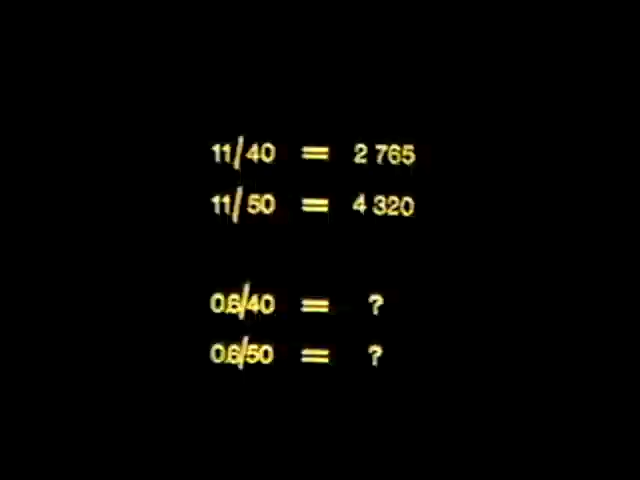 11/40 = 2 765
11/50 = 4 320
0.6/40 = ?
0.6/50 = ?